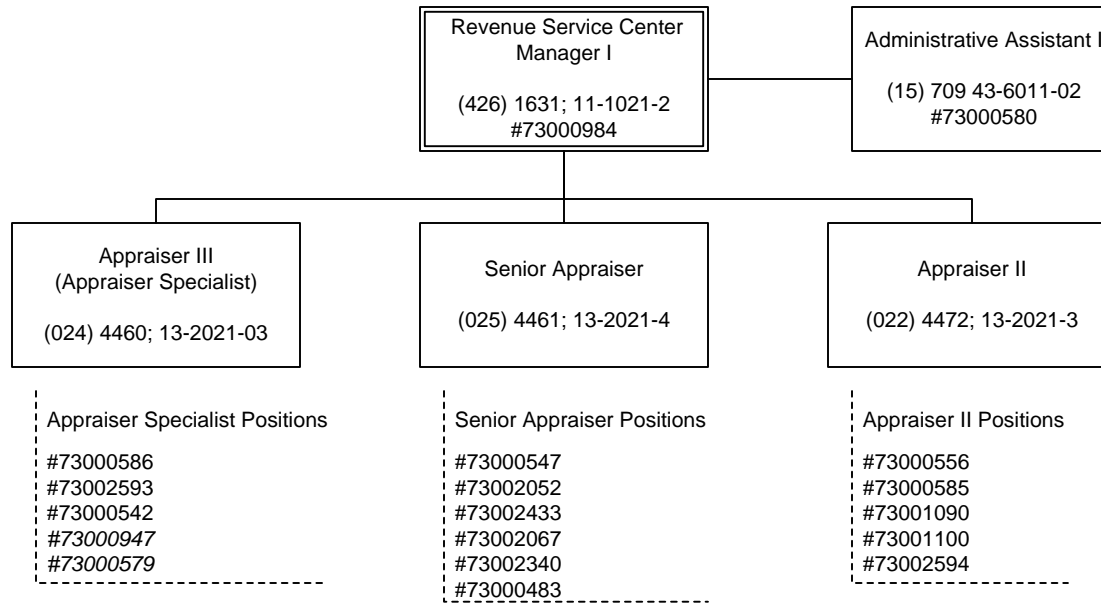 Revenue Service Center
Manager I
(426) 1631; 11-1021-2
#73000984
Administrative Assistant I
(15) 709 43-6011-02
#73000580
Appraiser III
(Appraiser Specialist)
(024) 4460; 13-2021-03
Senior Appraiser
(025) 4461; 13-2021-4
Appraiser II
(022) 4472; 13-2021-3
Appraiser Specialist Positions
#73000586
#73002593
#73000542
#73000947
#73000579
Senior Appraiser Positions
#73000547
#73002052
#73002433
#73002067
#73002340
#73000483
Appraiser II Positions
#73000556
#73000585
#73001090
#73001100
#73002594